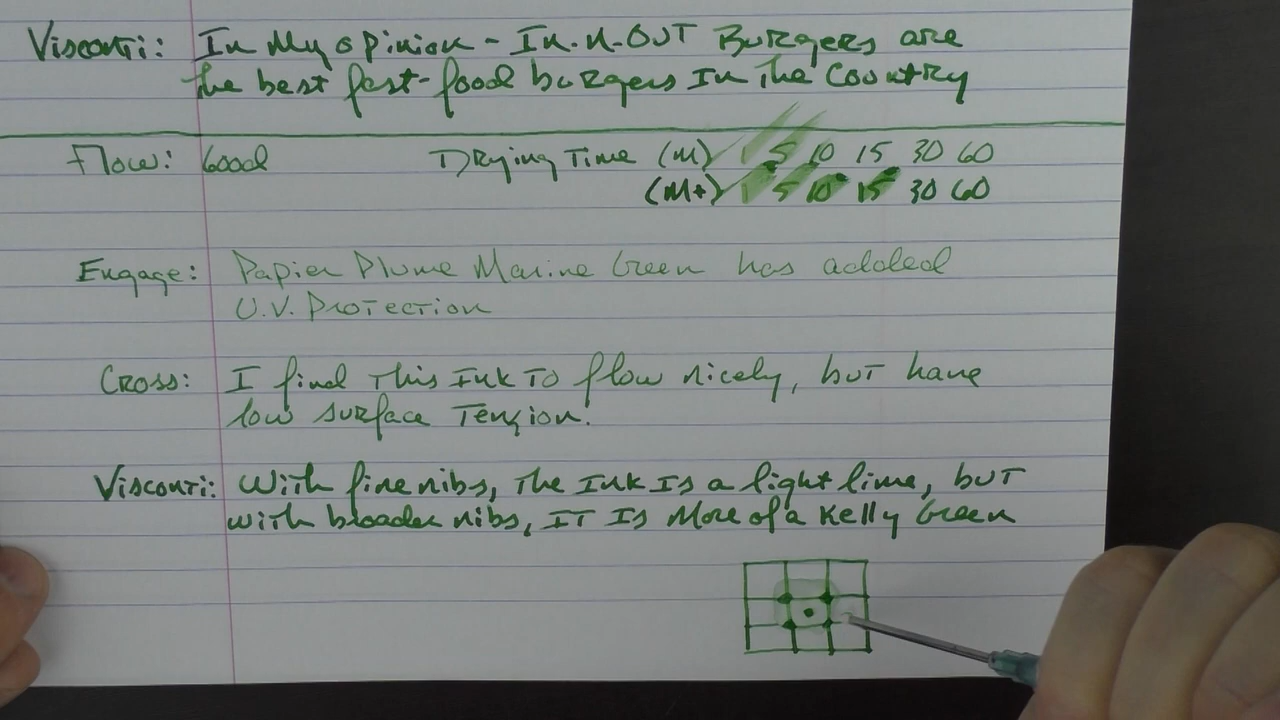 Visconti: In My opinion - IN-N-OUT Burgers are
the best fast-food burgers In The Country
Flow: Good Drying Time (M) 1 5 10 15 30 60
(M+) 1 5 10 15 30 60
Engage: Papier Plume Marine Green has added
U.V. Protection
Cross: I find This Ink To flow nicely, but have
low surface Tension.
Visconti: With fine nibs, The Ink Is a light lime, but
with broader nibs, IT Is More of a Kelly Green